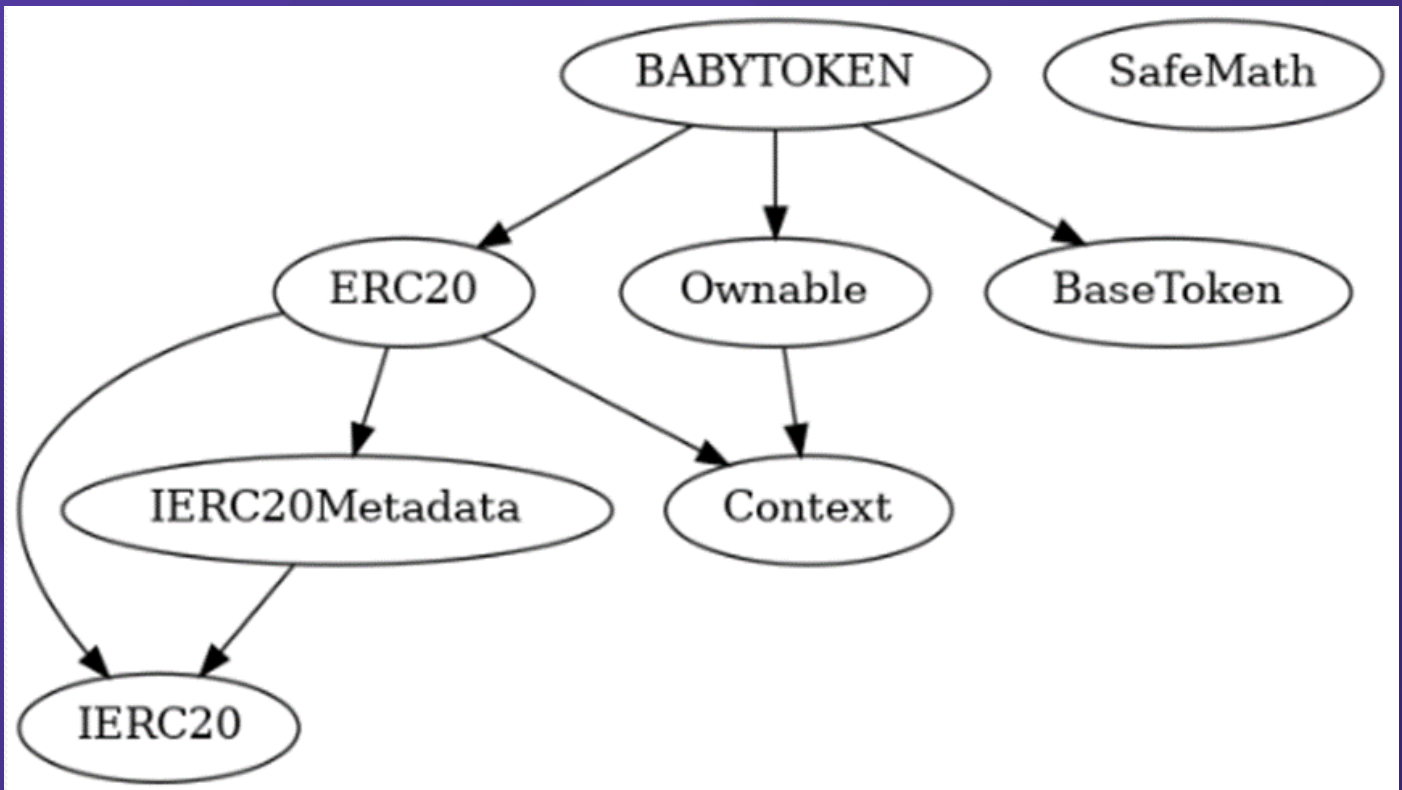 BABYTOKEN
SafeMath
ERC20
Ownable
BaseToken
IERC20Metadata
Context
IERC20